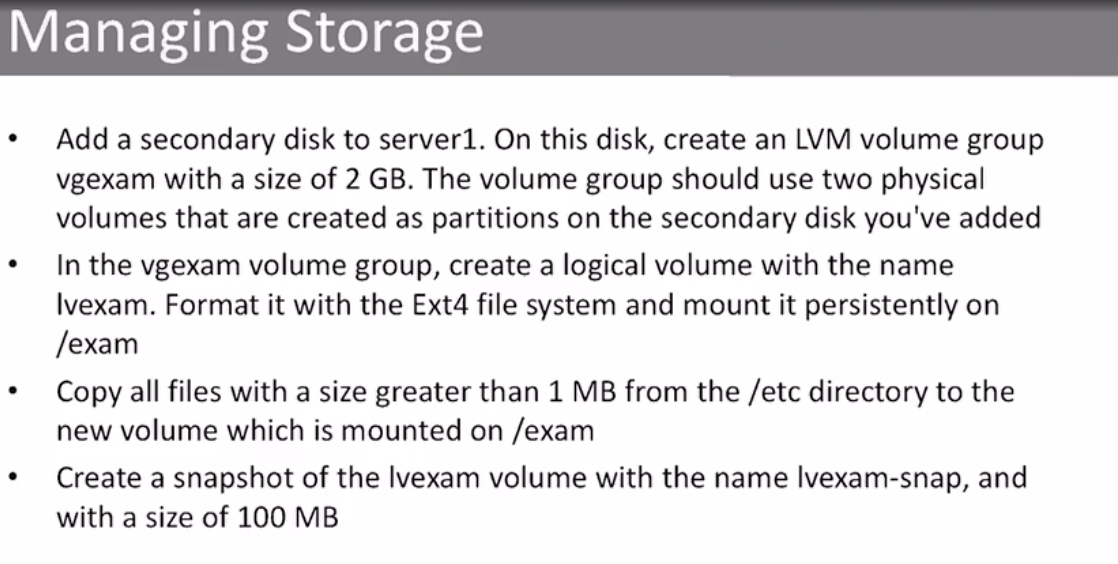 Managing Storage
• Add a secondary disk to server1. On this disk, create an LVM volume group
vgexam with a size of 2 GB. The volume group should use two physical
volumes that are created as partitions on the secondary disk you've added
• In the vgexam volume group, create a logical volume with the name
lvexam. Format it with the Ext4 file system and mount it persistently on
/exam
• Copy all files with a size greater than 1 MB from the /etc directory to the
new volume which is mounted on /exam
• Create a snapshot of the lvexam volume with the name lvexam-snap, and
with a size of 100 MB